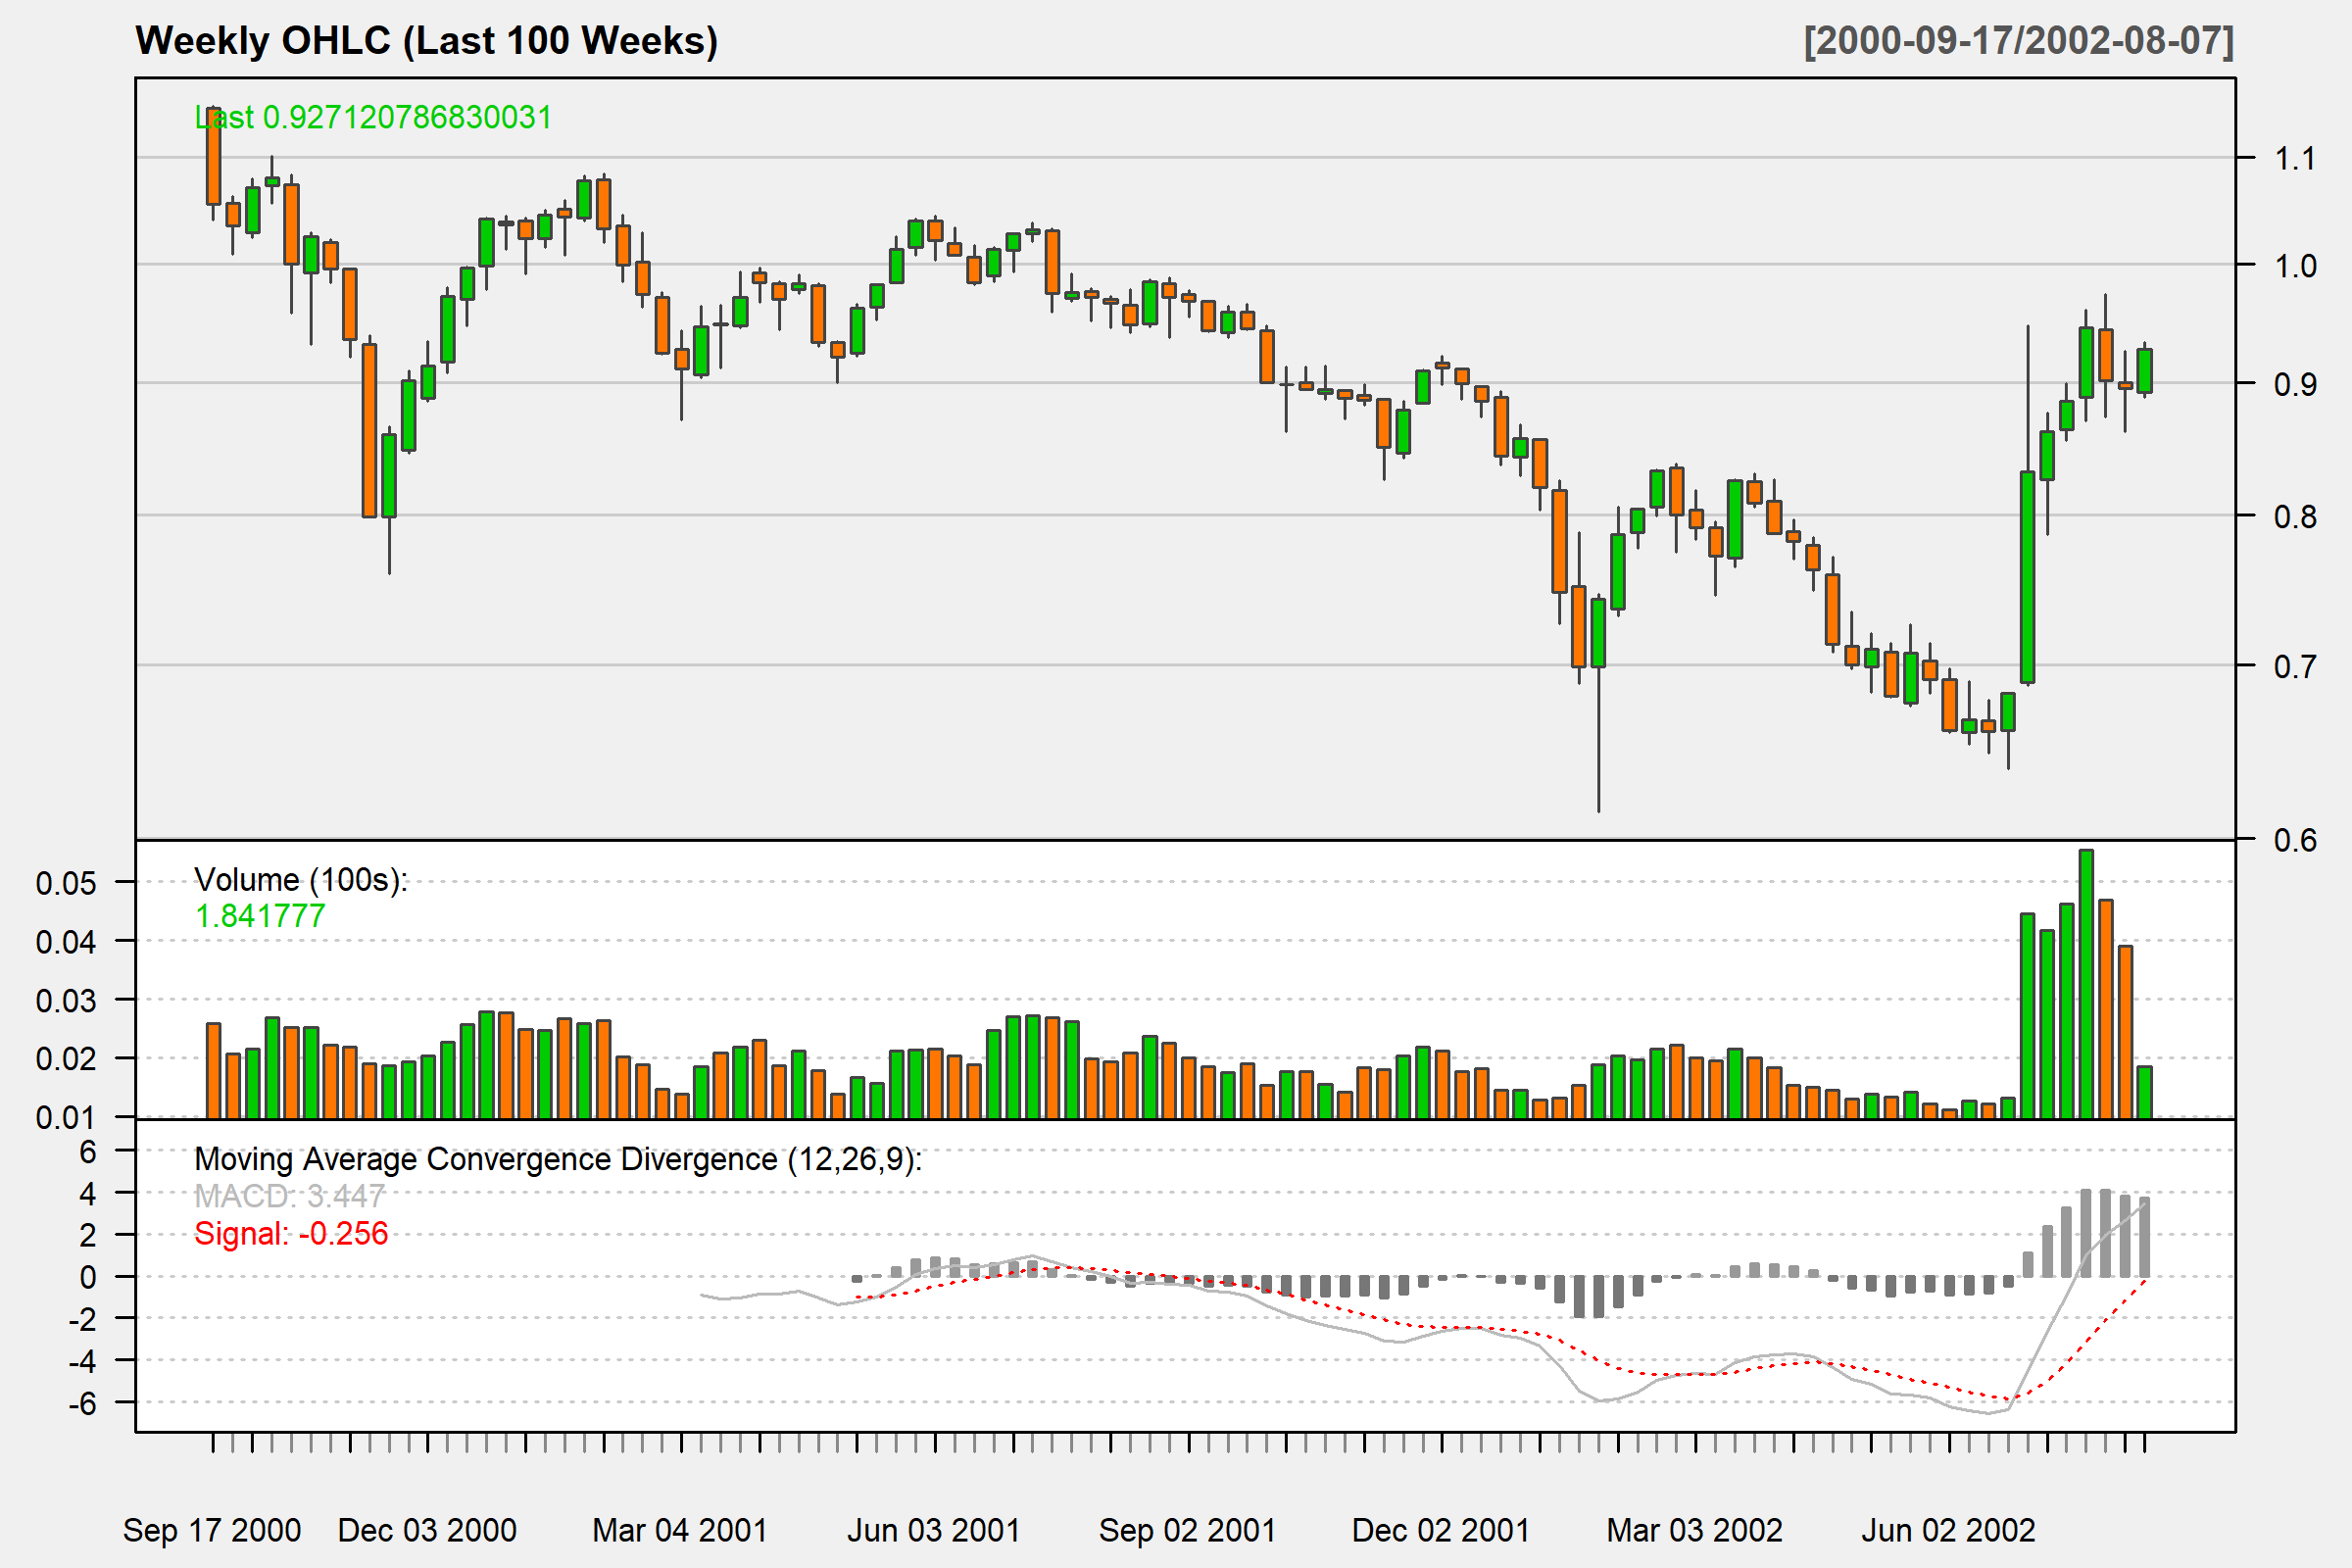 Weekly OHLC (Last 100 Weeks)
[2000-09-17/2002-08-07]
Last 0.927120786830031
1.1
1.0
0.9
0.8
0.7
0.6
Volume (100s):
1.841777
0.05
0.04
0.03
0.02
0.01
Moving Average Convergence Divergence (12,26,9):
MACD: 3.447
Signal: -0.256
6
4
2
0
-2
-4
-6
Sep 17 2000 Dec 03 2000 Mar 04 2001 Jun 03 2001 Sep 02 2001 Dec 02 2001 Mar 03 2002 Jun 02 2002